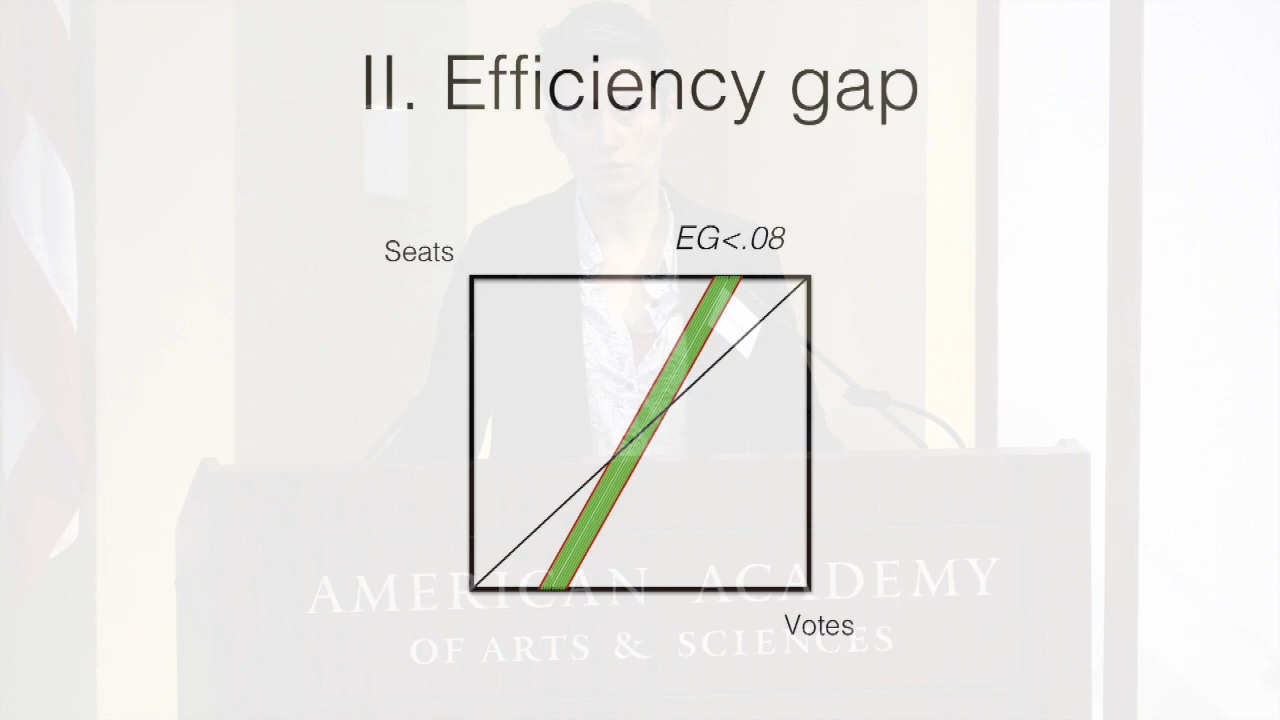 II. Efficiency gap
EG<.08
Seats
Votes
AMERICAN ACADEMY
OF ARTS & SCIENCES